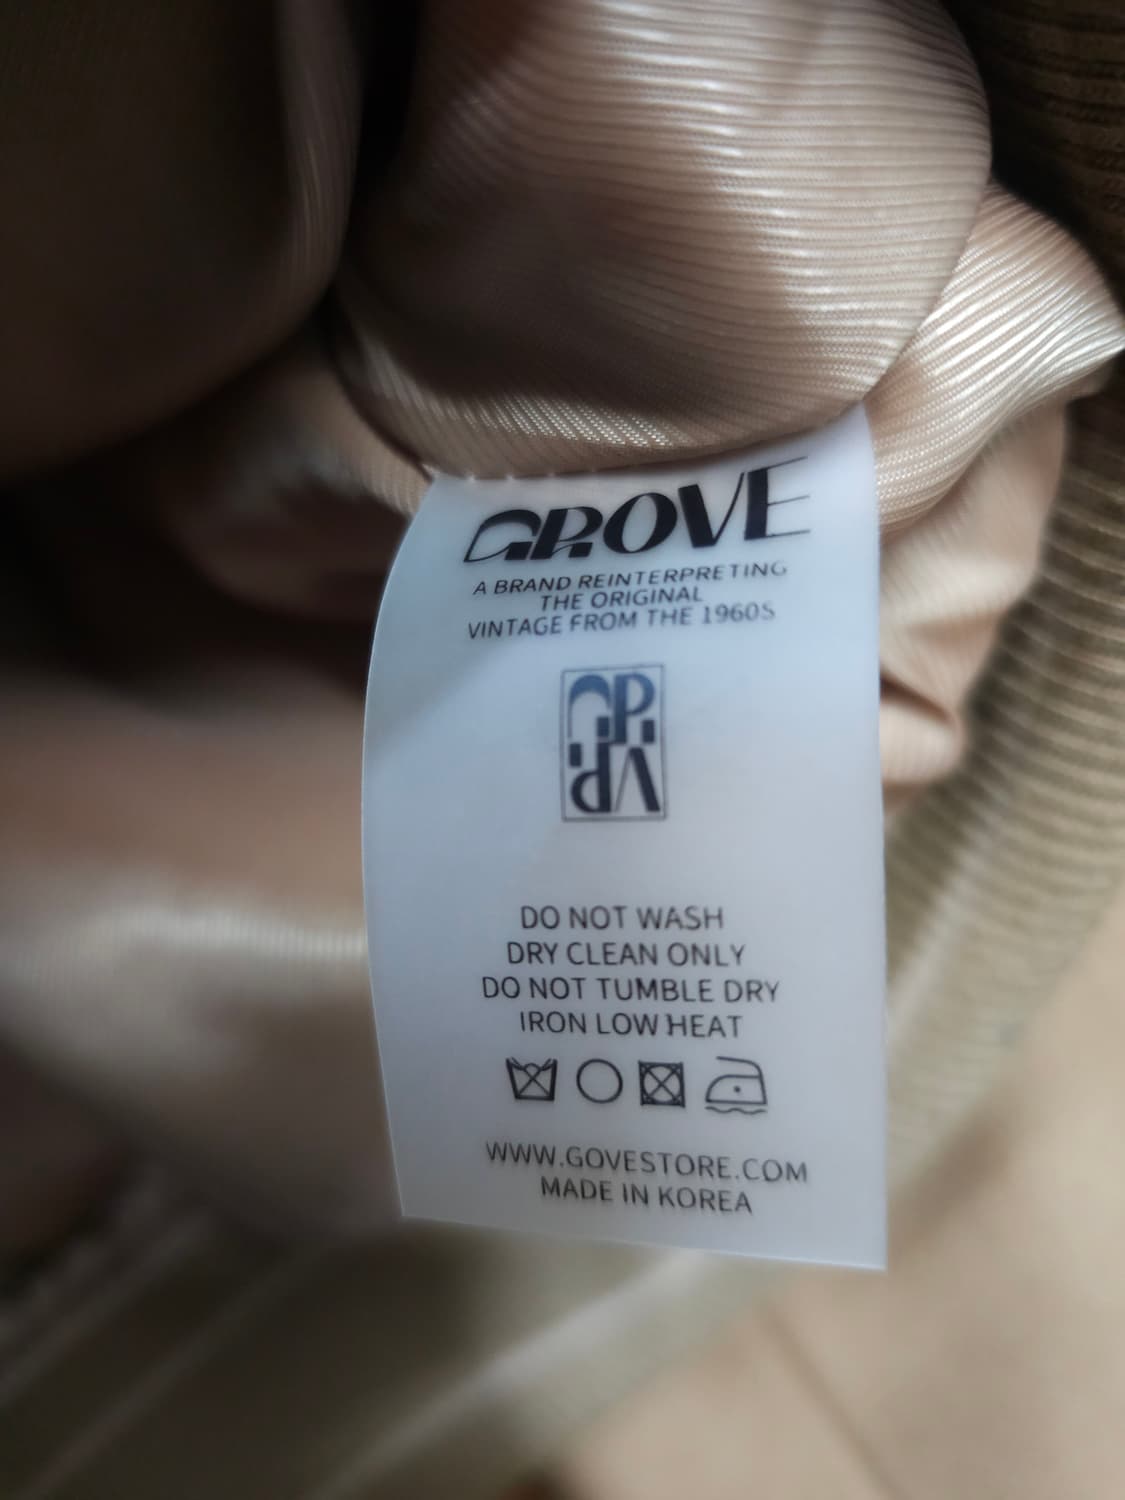 GROVE
A BRAND REINTERPRETING
THE ORIGINAL
VINTAGE FROM THE 1960S
DO NOT WASH
DRY CLEAN ONLY
DO NOT TUMBLE DRY
IRON LOW HEAT
WWW.GOVESTORE.COM
MADE IN KOREA